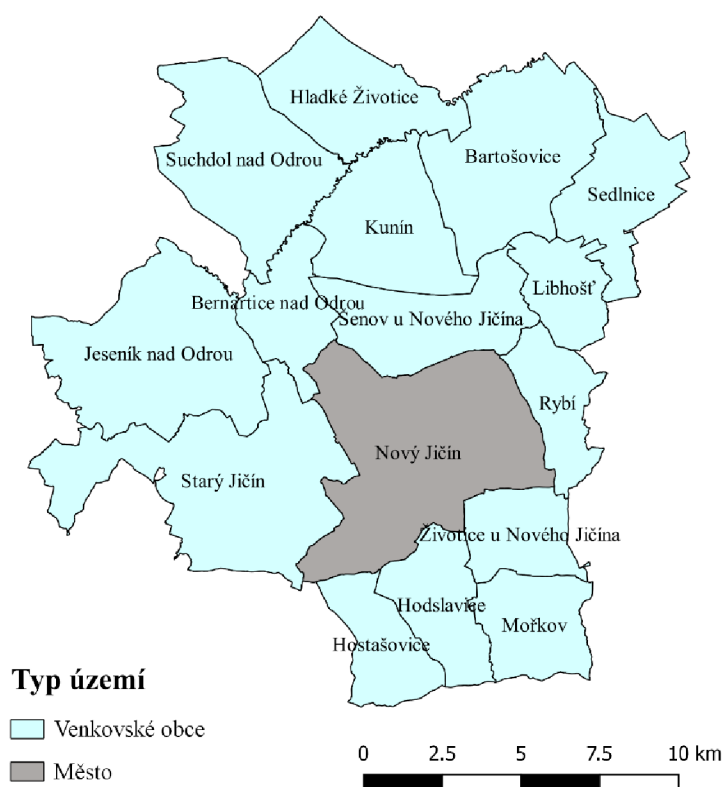 Hladké Životice
Suchdol nad Odrou
Bartošovice
Sedlnice
Kunín
Libhošť
Bernartice nad Odrou
Šenov u Nového Jičína
Jeseník nad Odrou
Rybí
Nový Jičín
Starý Jičín
Životice u Nového Jičína
Hodslavice
Mořkov
Hostašovice
Typ území
Venkovské obce
Město
0 2.5 5 7.5 10 km